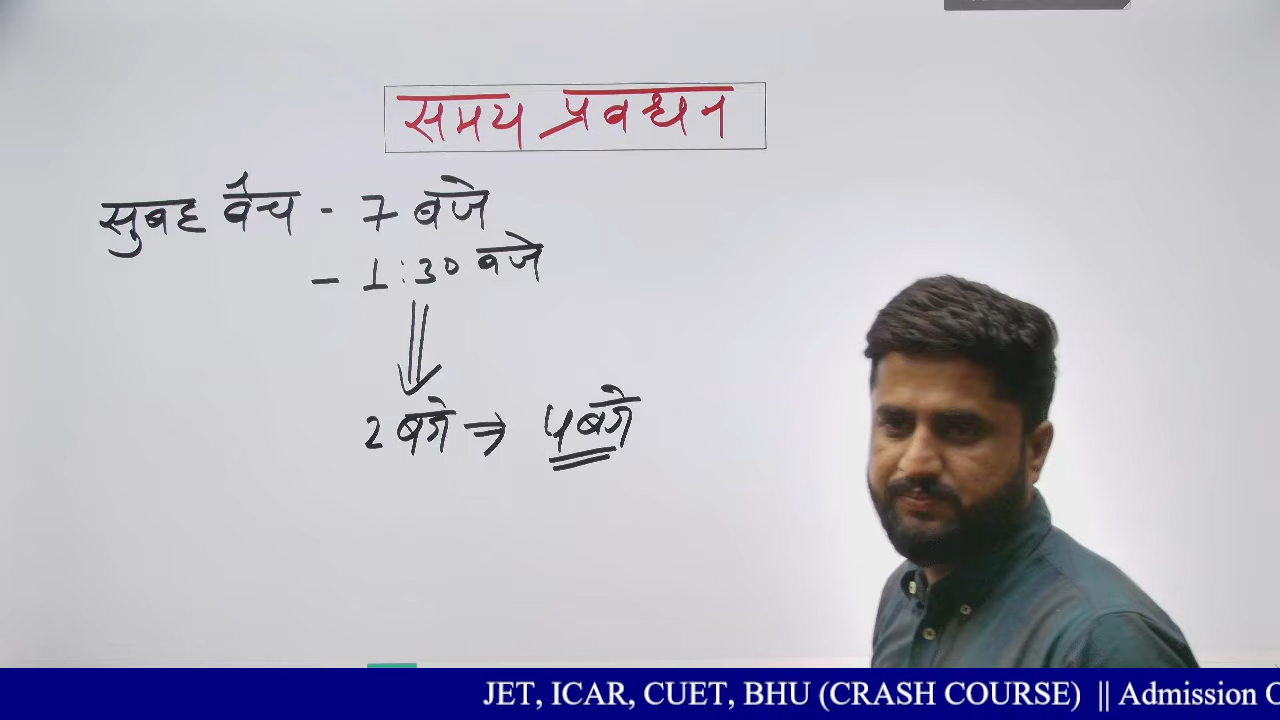 समय प्रबन्धन
सुबह बैच - 7 बजे
- 1:30 बजे
2 बजे ⇒ 4 बजे
JET, ICAR, CUET, BHU (CRASH COURSE) || Admission